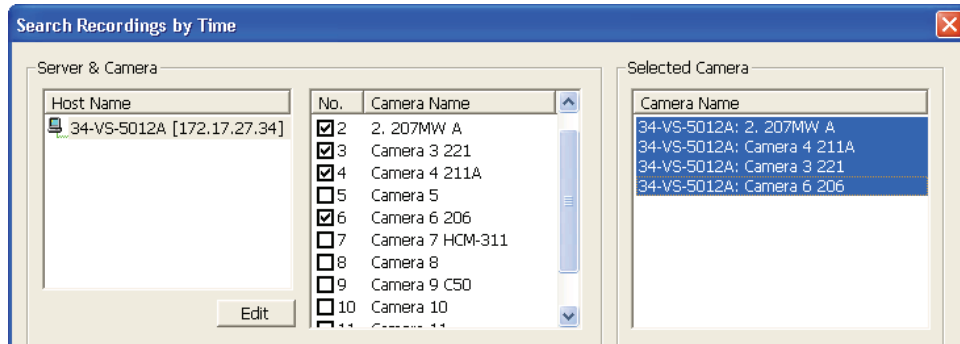 Search Recordings by Time
Server & Camera
Host Name
34-VS-5012A [172.17.27.34]
Edit
No. Camera Name
2 2. 207MW A
3 Camera 3 221
4 Camera 4 211A
5 Camera 5
6 Camera 6 206
7 Camera 7 HCM-311
8 Camera 8
9 Camera 9 C50
10 Camera 10
Selected Camera
Camera Name
34-VS-5012A: 2. 207MW A
34-VS-5012A: Camera 4 211A
34-VS-5012A: Camera 3 221
34-VS-5012A: Camera 6 206